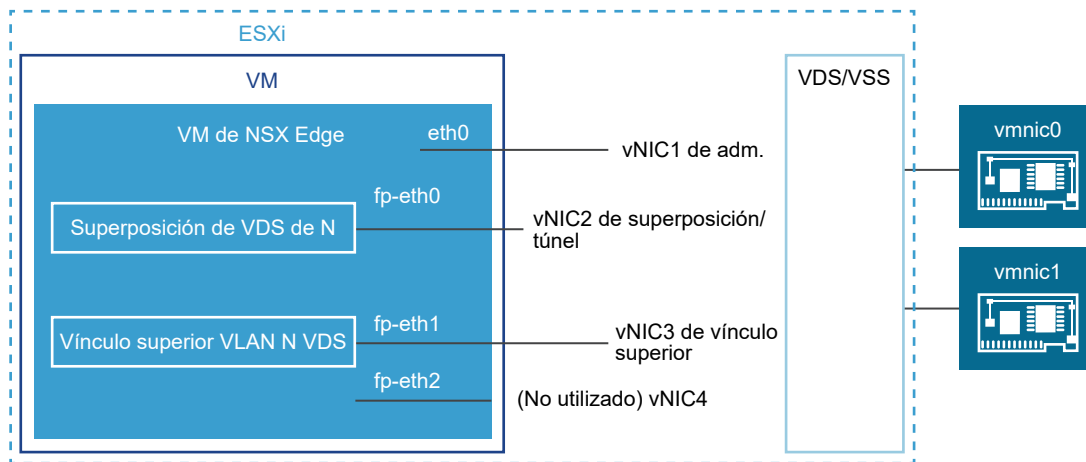 ESXi
VM
VDS/VSS
VM de NSX Edge
eth0
vNIC1 de adm.
vmnic0
fp-eth0
Superposición de VDS de N
vNIC2 de superposición/
túnel
vmnic1
fp-eth1
Vínculo superior VLAN N VDS
vNIC3 de vínculo
superior
fp-eth2
(No utilizado) vNIC4